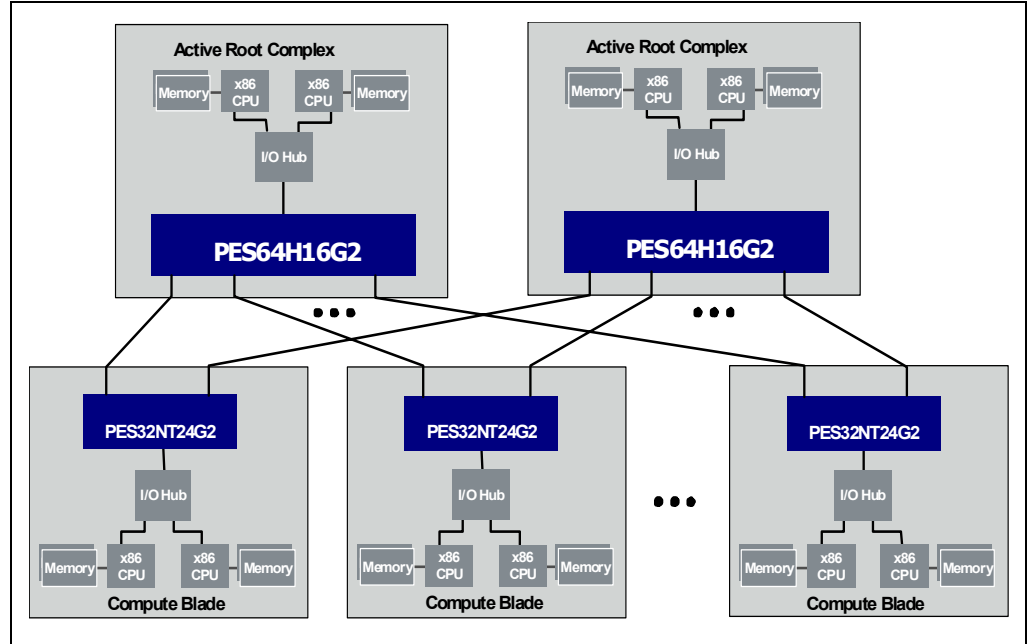 Active Root Complex
Memory
x86
CPU
x86
CPU
Memory
I/O Hub
PES64H16G2
Active Root Complex
Memory
x86
CPU
x86
CPU
Memory
I/O Hub
PES64H16G2
PES32NT24G2
I/O Hub
Memory
x86
CPU
x86
CPU
Memory
Compute Blade
PES32NT24G2
I/O Hub
Memory
x86
CPU
x86
CPU
Memory
Compute Blade
PES32NT24G2
I/O Hub
Memory
x86
CPU
x86
CPU
Memory
Compute Blade